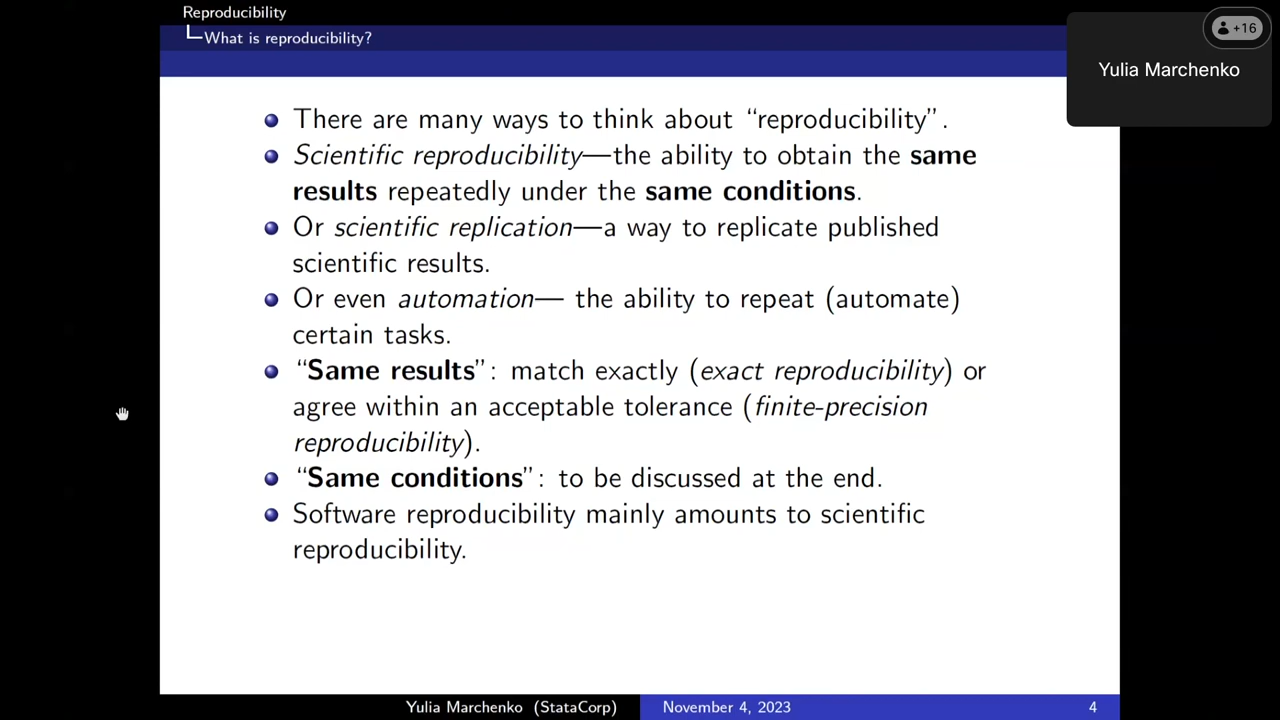 Reproducibility
What is reproducibility?
+16
Yulia Marchenko
There are many ways to think about “reproducibility”.
Scientific reproducibility—the ability to obtain the same
results repeatedly under the same conditions.
Or scientific replication—a way to replicate published
scientific results.
Or even automation— the ability to repeat (automate)
certain tasks.
“Same results”: match exactly (exact reproducibility) or
agree within an acceptable tolerance (finite-precision
reproducibility).
“Same conditions”: to be discussed at the end.
Software reproducibility mainly amounts to scientific
reproducibility.
Yulia Marchenko (StataCorp) November 4, 2023 4